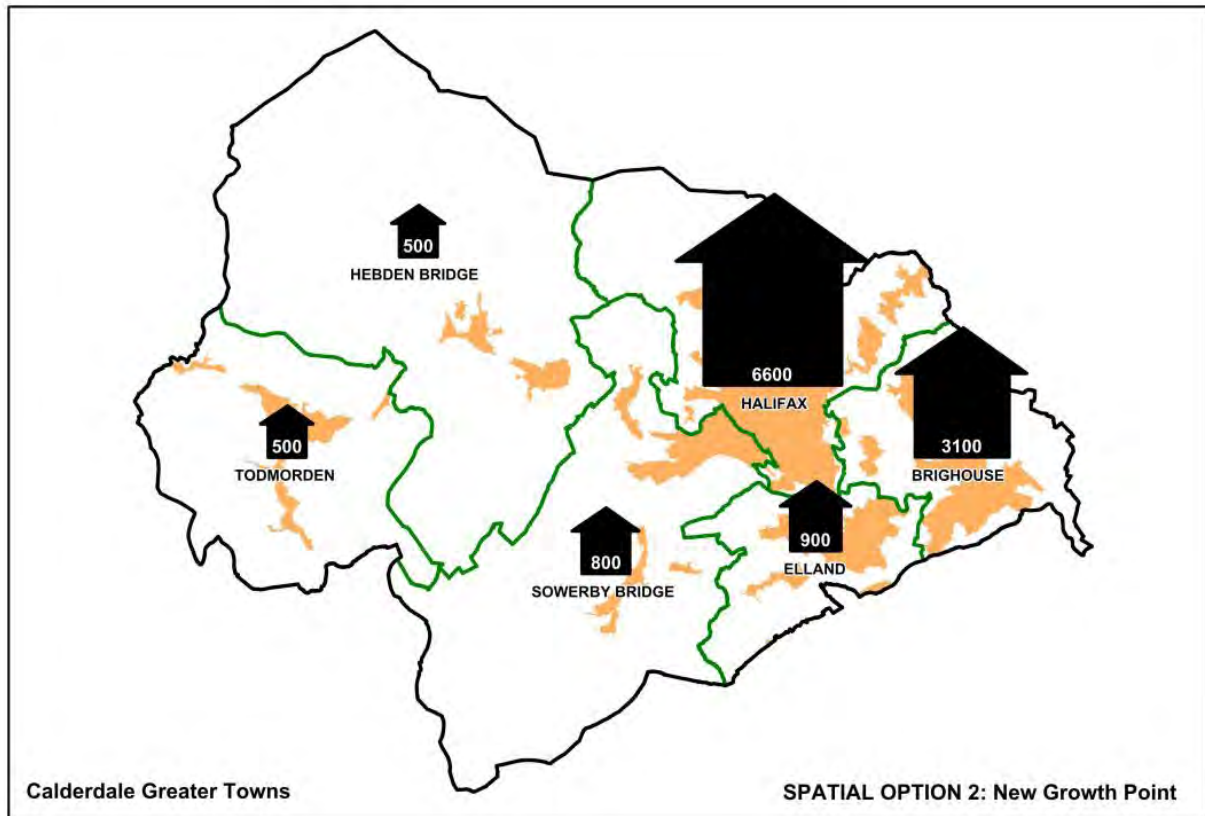 500
HEBDEN BRIDGE
6600
HALIFAX
3100
BRIGHOUSE
500
TODMORDEN
900
ELLAND
800
SOWERBY BRIDGE
Calderdale Greater Towns
SPATIAL OPTION 2: New Growth Point